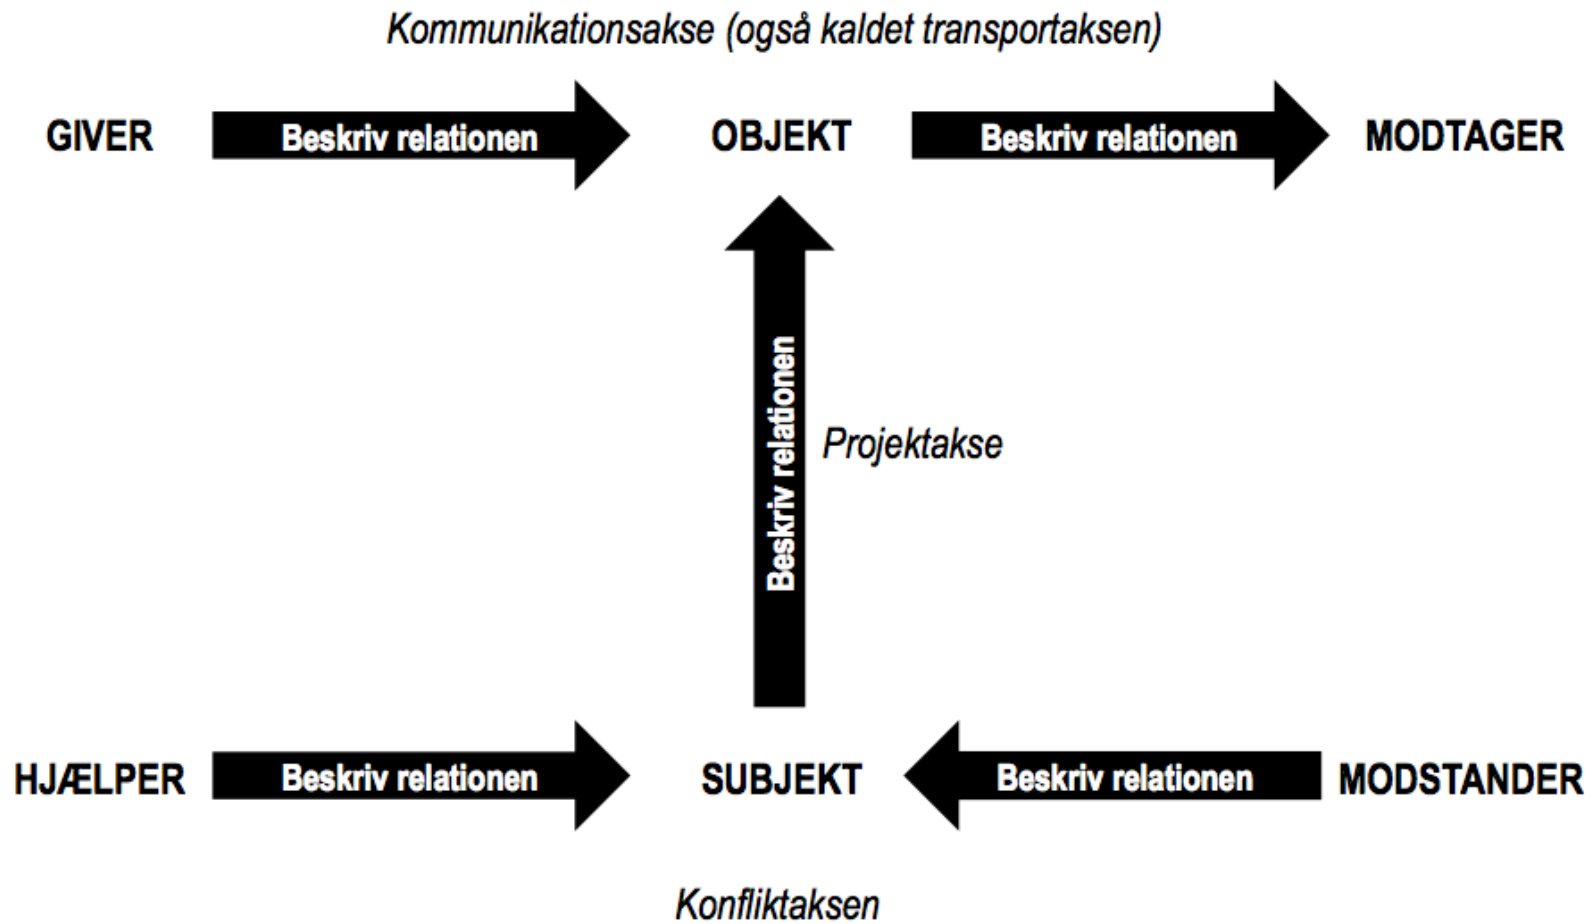 Kommunikationsakse (også kaldet transportaksen)
GIVER
Beskriv relationen
OBJEKT
Beskriv relationen
MODTAGER
Beskriv relationen
Projektakse
HJÆLPER
Beskriv relationen
SUBJEKT
Beskriv relationen
MODSTANDER
Konfliktaksen